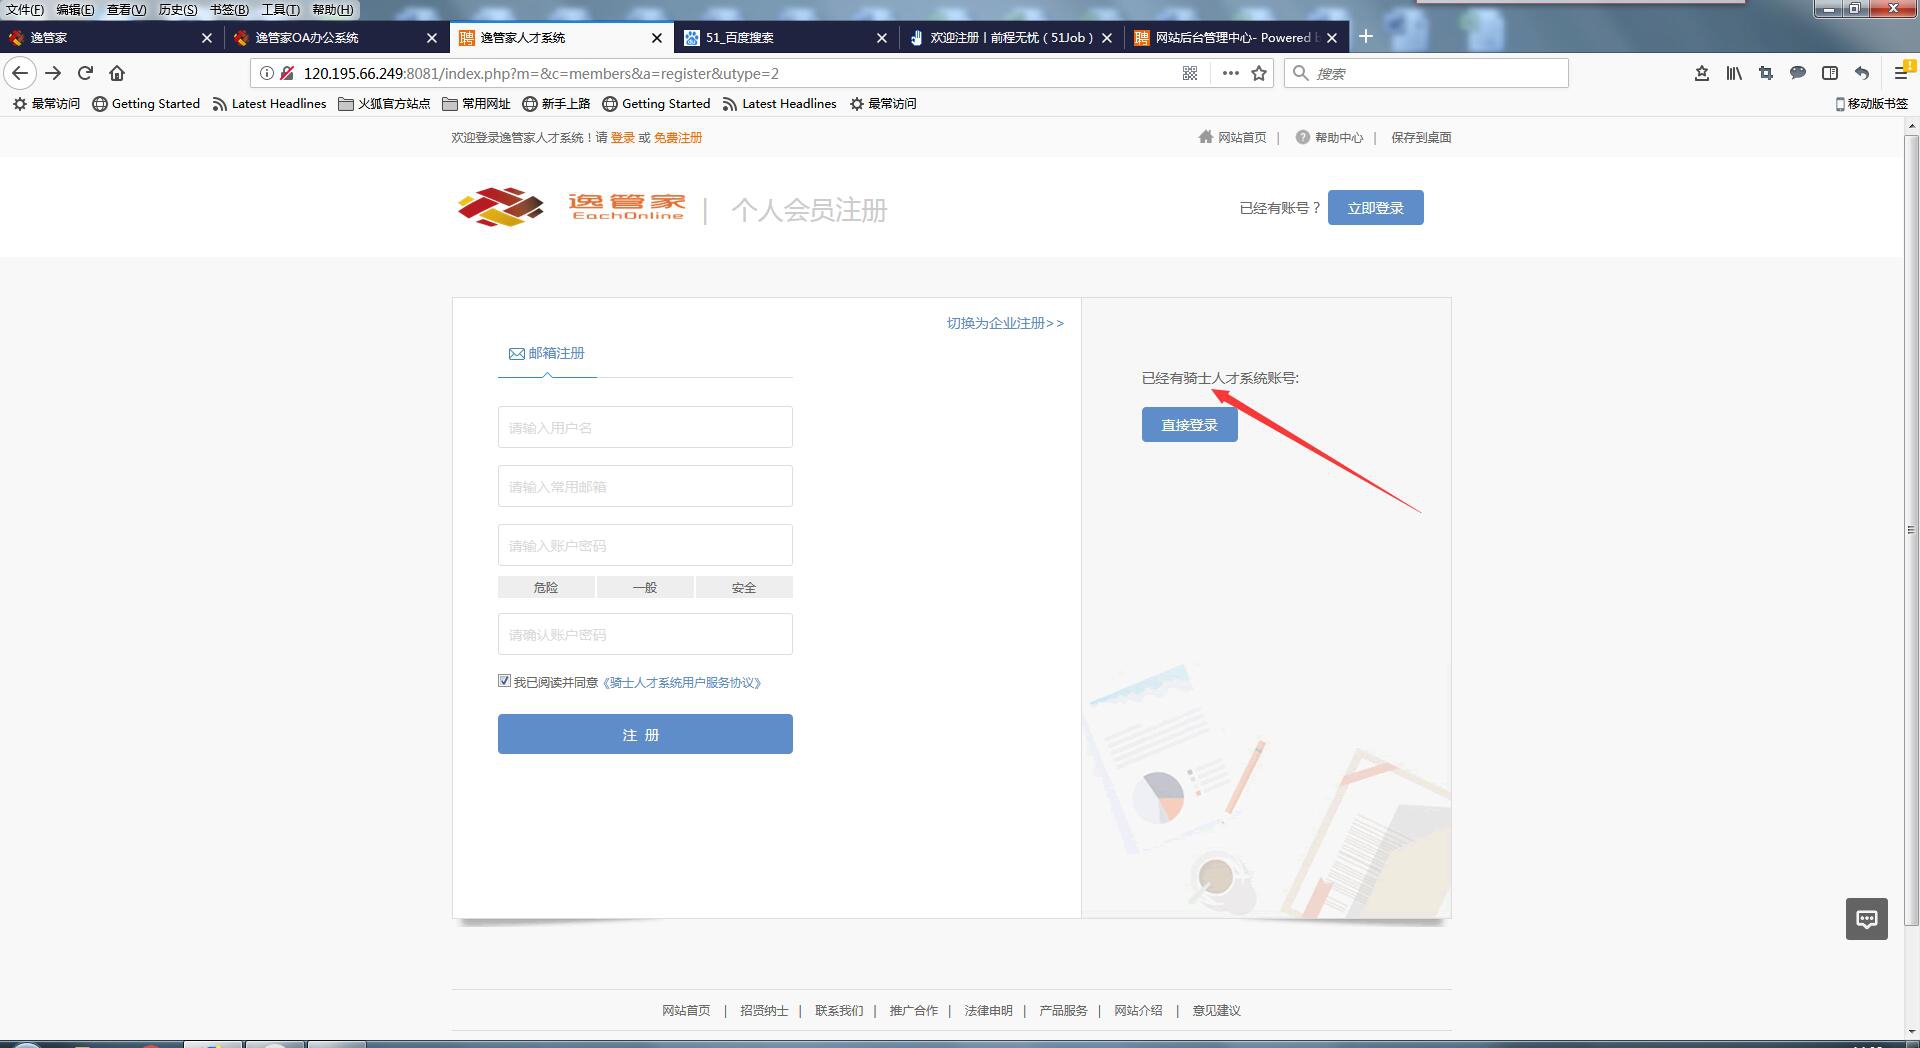 文件(F) 编辑(E) 查看(V) 历史(S) 书签(B) 工具(T) 帮助(H)
逸管家 逸管家OA办公系统 逸管家人才系统 51_百度搜索 欢迎注册丨前程无忧（51Job） 网站后台管理中心- Powered
120.195.66.249:8081/index.php?m=&c=members&a=register&utype=2 搜索
最常访问 Getting Started Latest Headlines 火狐官方站点 常用网址 新手上路 Getting Started Latest Headlines 最常访问 移动版书签
欢迎登录逸管家人才系统！请 登录 或 免费注册 网站首页 | 帮助中心 | 保存到桌面
逸管家
EachOnline
| 个人会员注册
已经有账号？ 立即登录
切换为企业注册>>
邮箱注册
请输入用户名
请输入常用邮箱
请输入账户密码
危险 一般 安全
请确认账户密码
我已阅读并同意《骑士人才系统用户服务协议》
注 册
已经有骑士人才系统账号:
直接登录
网站首页 | 招贤纳士 | 联系我们 | 推广合作 | 法律申明 | 产品服务 | 网站介绍 | 意见建议